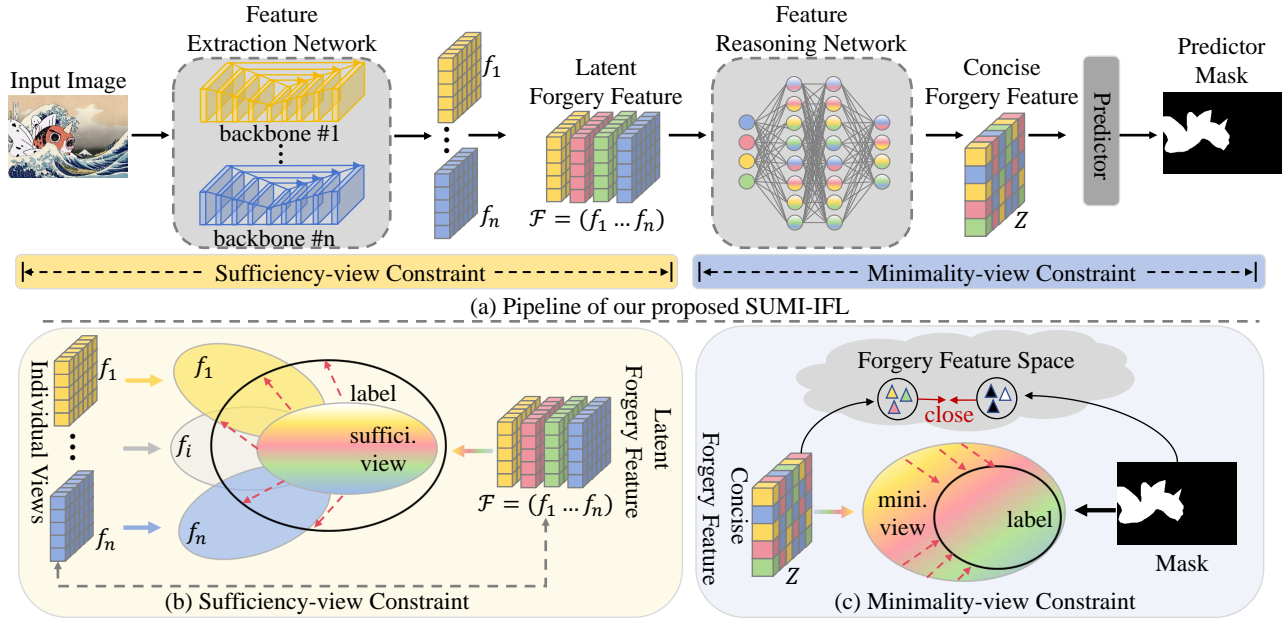 Input Image
Feature
Extraction Network
backbone #1
backbone #n
f₁
fₙ
Latent
Forgery Feature
ℱ = (f₁ … fₙ)
Feature
Reasoning Network
Concise
Forgery Feature
Z
Predictor
Predictor
Mask
Sufficiency-view Constraint
Minimality-view Constraint
(a) Pipeline of our proposed SUMI-IFL
Individual Views
f₁
fₙ
f₁
fᵢ
fₙ
label
suffici.
view
Latent
Forgery Feature
ℱ = (f₁ … fₙ)
(b) Sufficiency-view Constraint
Forgery Feature Space
close
Concise
Forgery Feature
Z
mini.
view
label
Mask
(c) Minimality-view Constraint